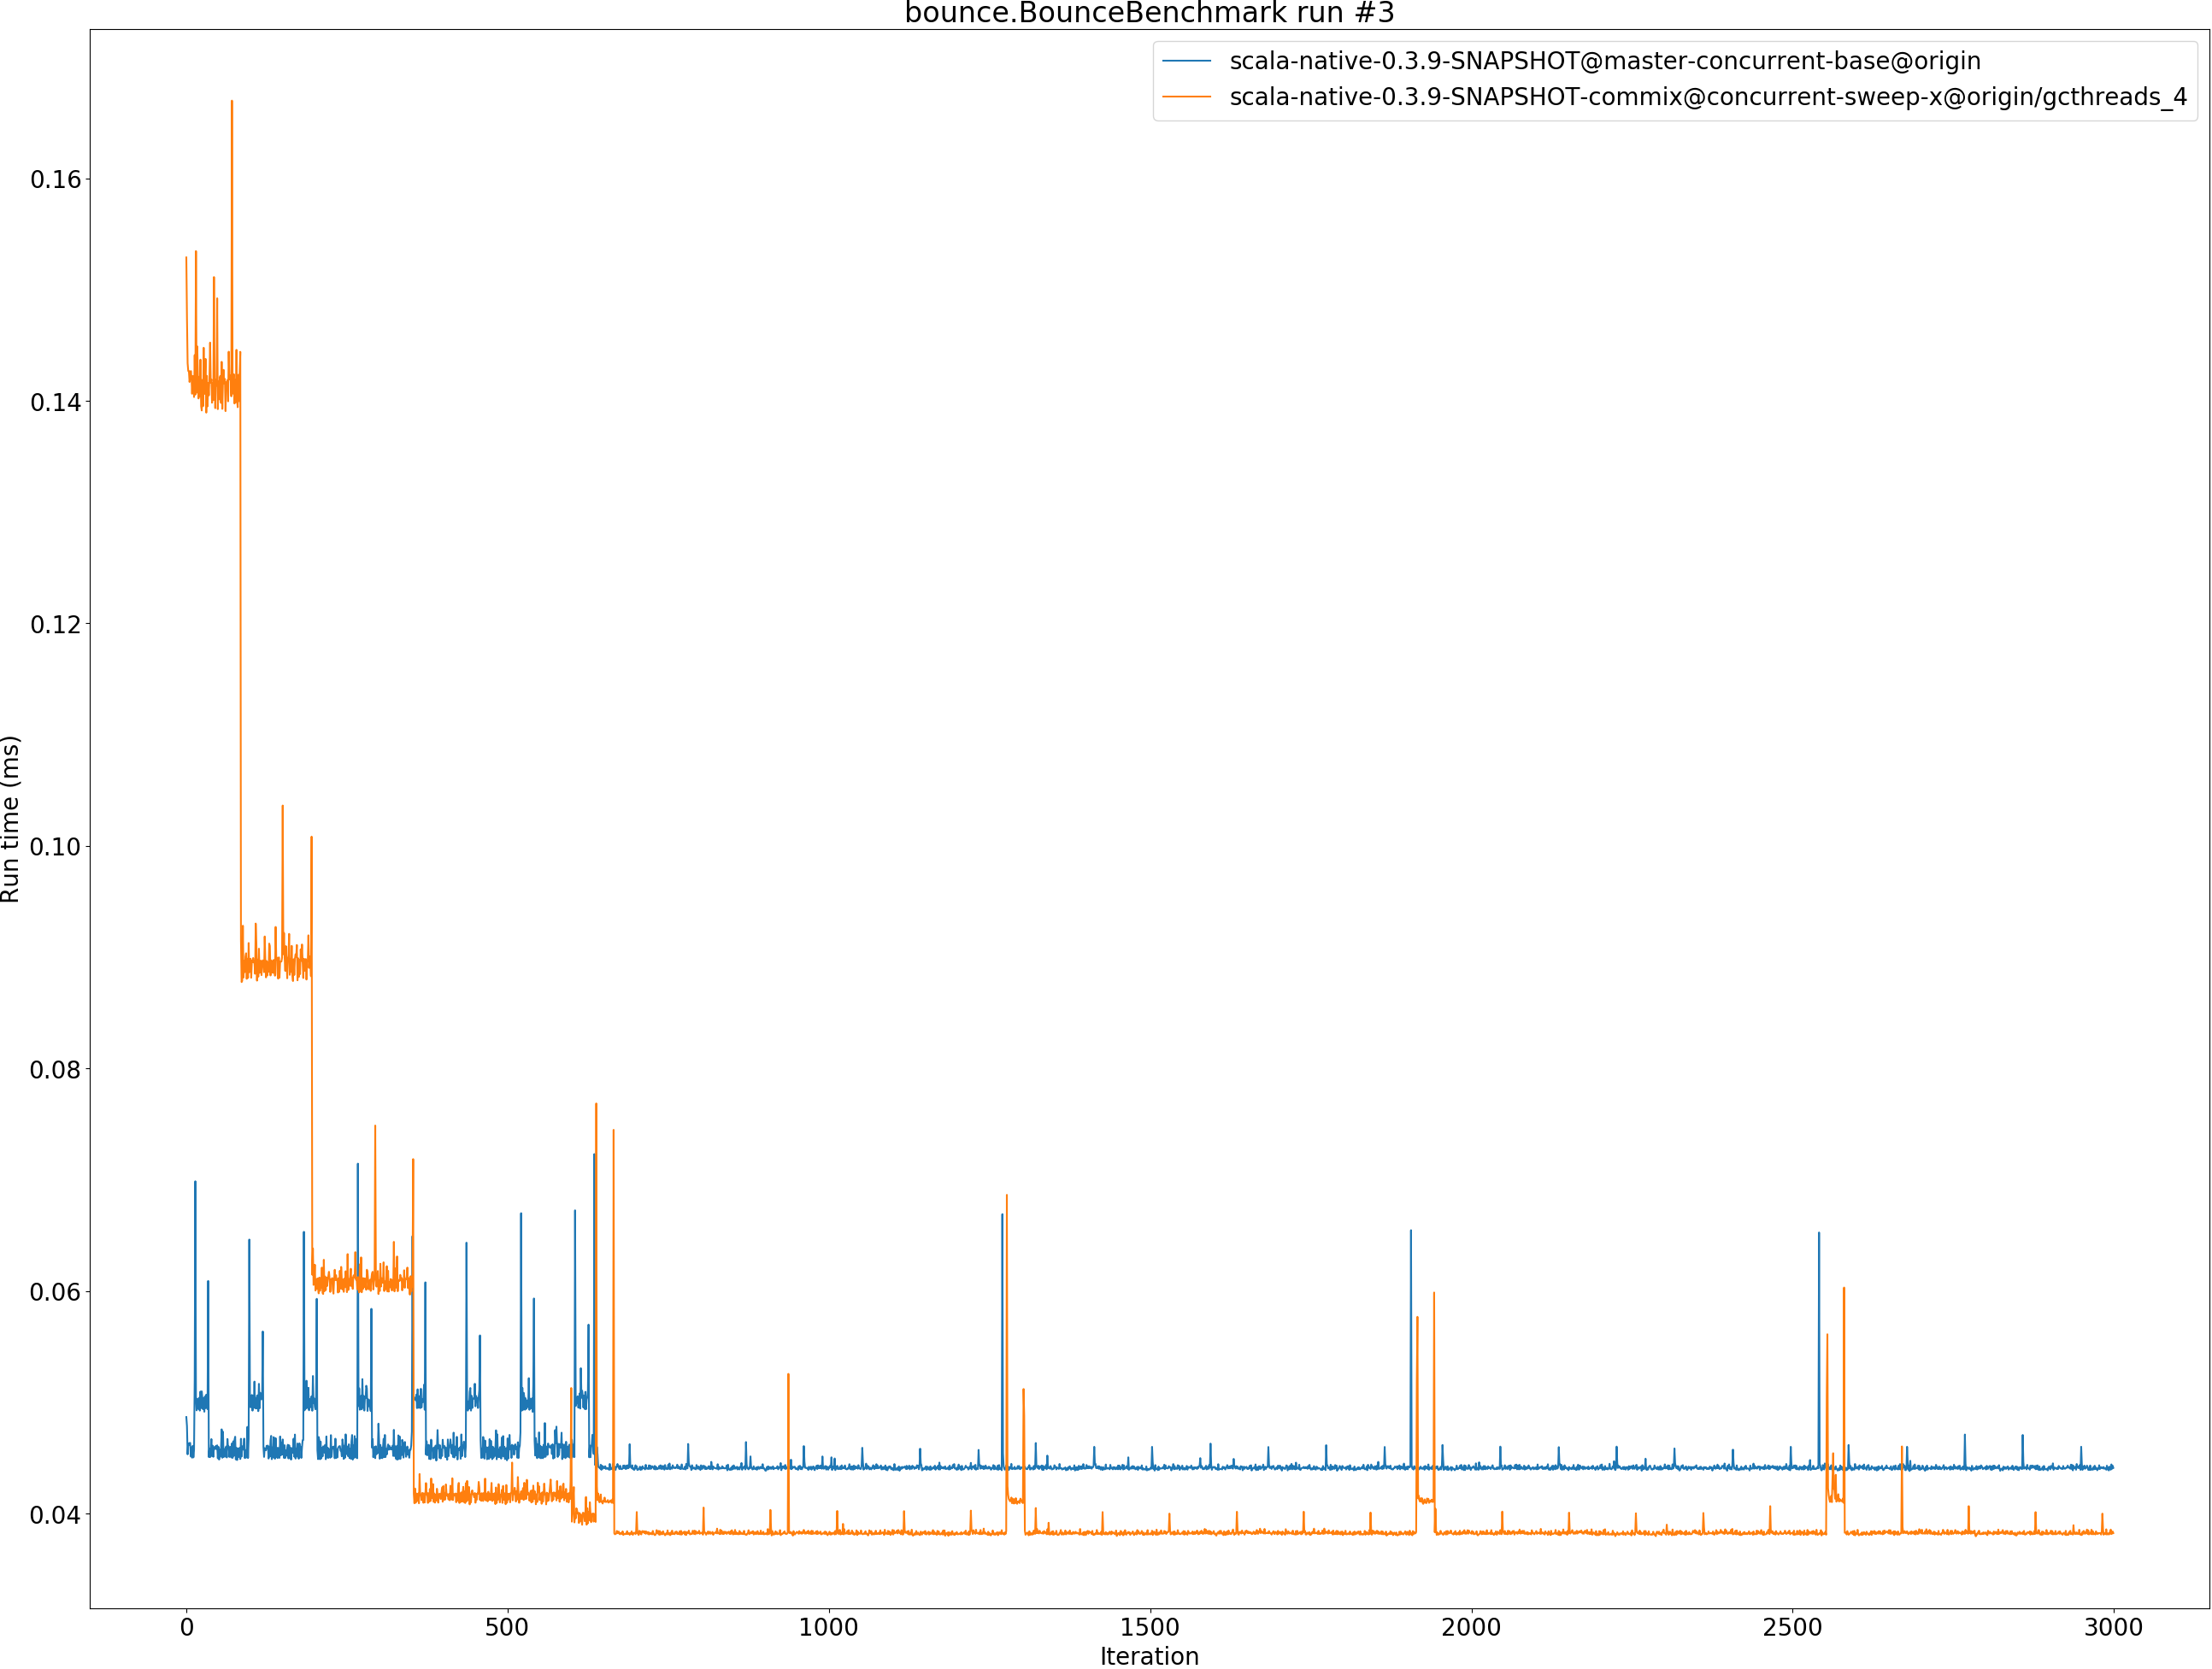 bounce.BounceBenchmark run #3
scala-native-0.3.9-SNAPSHOT@master-concurrent-base@origin
scala-native-0.3.9-SNAPSHOT-commix@concurrent-sweep-x@origin/gcthreads_4
Run time (ms)
0.16
0.14
0.12
0.10
0.08
0.06
0.04
0 500 1000 1500 2000 2500 3000
Iteration